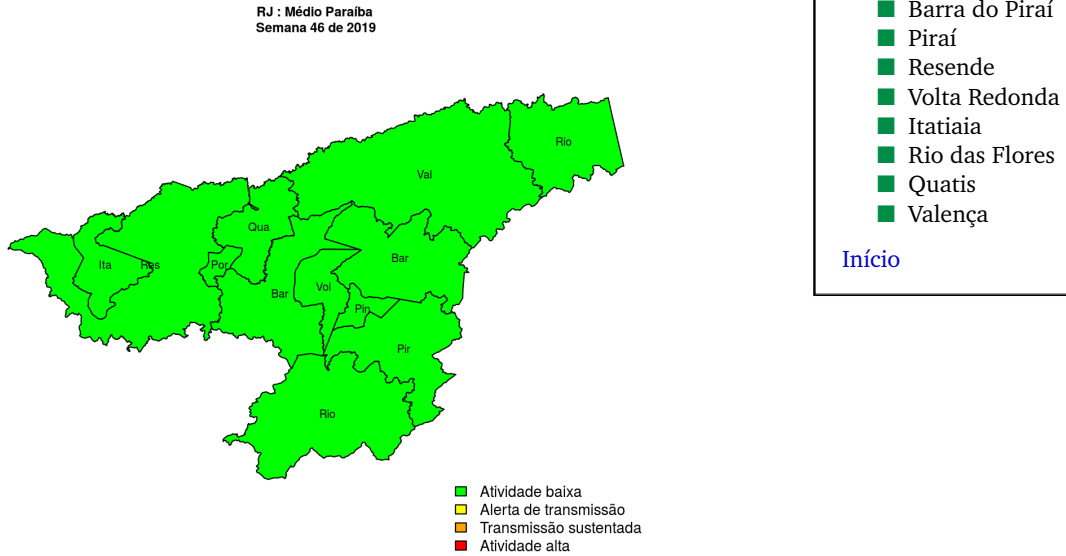 RJ : Médio Paraíba
Semana 46 de 2019
Rio
Val
Qua
Ita
Res
Por
Bar
Bar
Vol
Pin
Pir
Rio
Atividade baixa
Alerta de transmissão
Transmissão sustentada
Atividade alta
Barra do Piraí
Piraí
Resende
Volta Redonda
Itatiaia
Rio das Flores
Quatis
Valença
Início